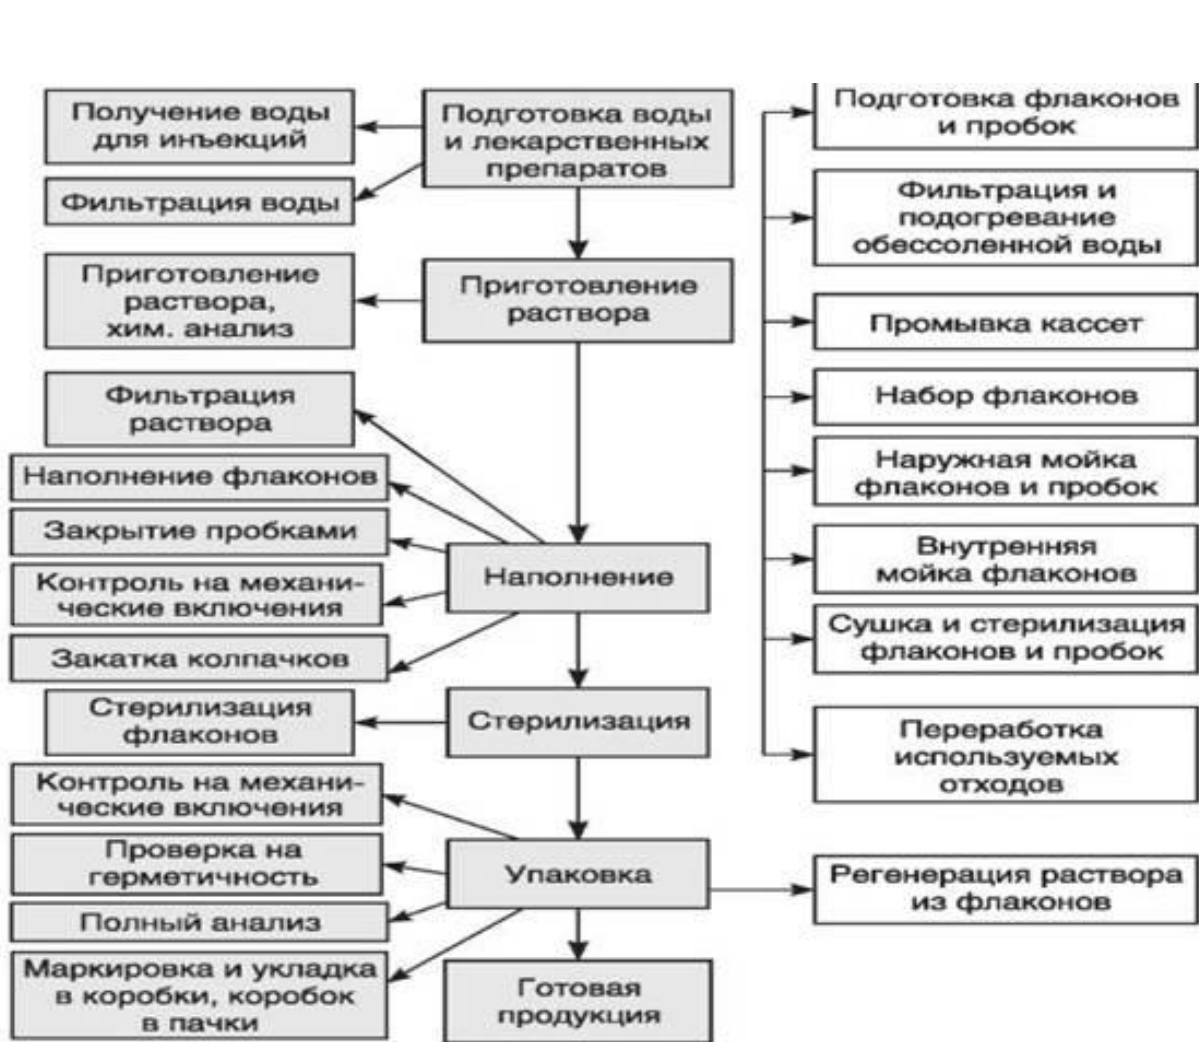 Получение воды
для инъекций
Фильтрация воды
Подготовка воды
и лекарственных
препаратов
Приготовление
раствора,
хим. анализ
Приготовление
раствора
Фильтрация
раствора
Наполнение флаконов
Закрытие пробками
Контроль на механи-
ческие включения
Закатка колпачков
Наполнение
Стерилизация
флаконов
Стерилизация
Контроль на механи-
ческие включения
Проверка на
герметичность
Полный анализ
Маркировка и укладка
в коробки, коробок
в пачки
Упаковка
Готовая
продукция
Подготовка флаконов
и пробок
Фильтрация и
подогревание
обессоленной воды
Промывка кассет
Набор флаконов
Наружная мойка
флаконов и пробок
Внутренняя
мойка флаконов
Сушка и стерилизация
флаконов и пробок
Переработка
используемых
отходов
Регенерация раствора
из флаконов